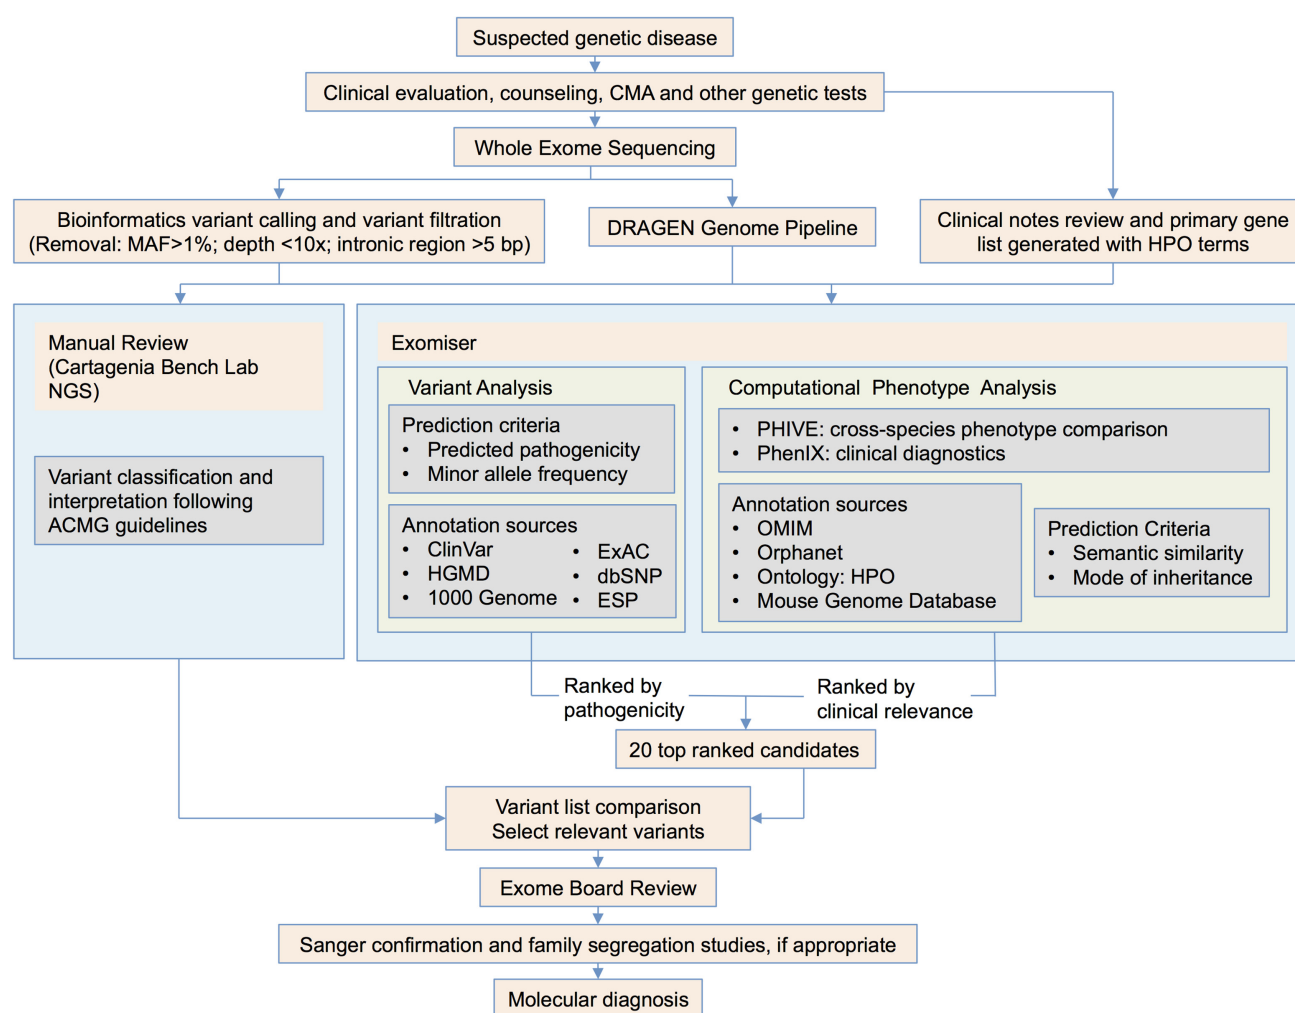 Suspected genetic disease
Clinical evaluation, counseling, CMA and other genetic tests
Whole Exome Sequencing
Bioinformatics variant calling and variant filtration
(Removal: MAF>1%; depth <10x; intronic region >5 bp)
DRAGEN Genome Pipeline
Clinical notes review and primary gene
list generated with HPO terms
Manual Review
(Cartagenia Bench Lab
NGS)
Variant classification and
interpretation following
ACMG guidelines
Exomiser
Variant Analysis
Prediction criteria
• Predicted pathogenicity
• Minor allele frequency
Annotation sources
• ClinVar
• HGMD
• 1000 Genome
• ExAC
• dbSNP
• ESP
Computational Phenotype Analysis
• PHIVE: cross-species phenotype comparison
• PhenIX: clinical diagnostics
Annotation sources
• OMIM
• Orphanet
• Ontology: HPO
• Mouse Genome Database
Prediction Criteria
• Semantic similarity
• Mode of inheritance
Ranked by
pathogenicity
Ranked by
clinical relevance
20 top ranked candidates
Variant list comparison
Select relevant variants
Exome Board Review
Sanger confirmation and family segregation studies, if appropriate
Molecular diagnosis